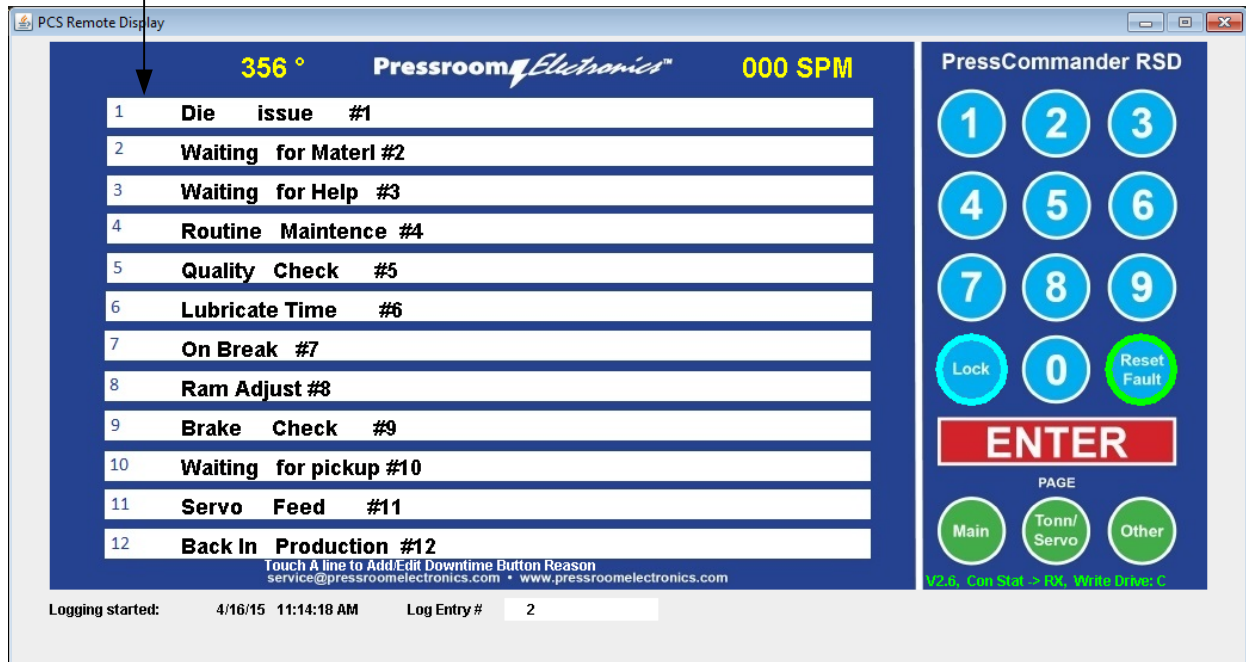 PCS Remote Display
356 ° Pressroom Electronics™ 000 SPM
1 Die issue #1
2 Waiting for Materl #2
3 Waiting for Help #3
4 Routine Maintence #4
5 Quality Check #5
6 Lubricate Time #6
7 On Break #7
8 Ram Adjust #8
9 Brake Check #9
10 Waiting for pickup #10
11 Servo Feed #11
12 Back In Production #12
Touch A line to Add/Edit Downtime Button Reason
service@pressroomelectronics.com • www.pressroomelectronics.com
PressCommander RSD
1 2 3
4 5 6
7 8 9
Lock 0 Reset Fault
ENTER
PAGE
Main Tonn/ Servo Other
V2.6, Con Stat -> RX, Write Drive: C
Logging started: 4/16/15 11:14:18 AM Log Entry # 2